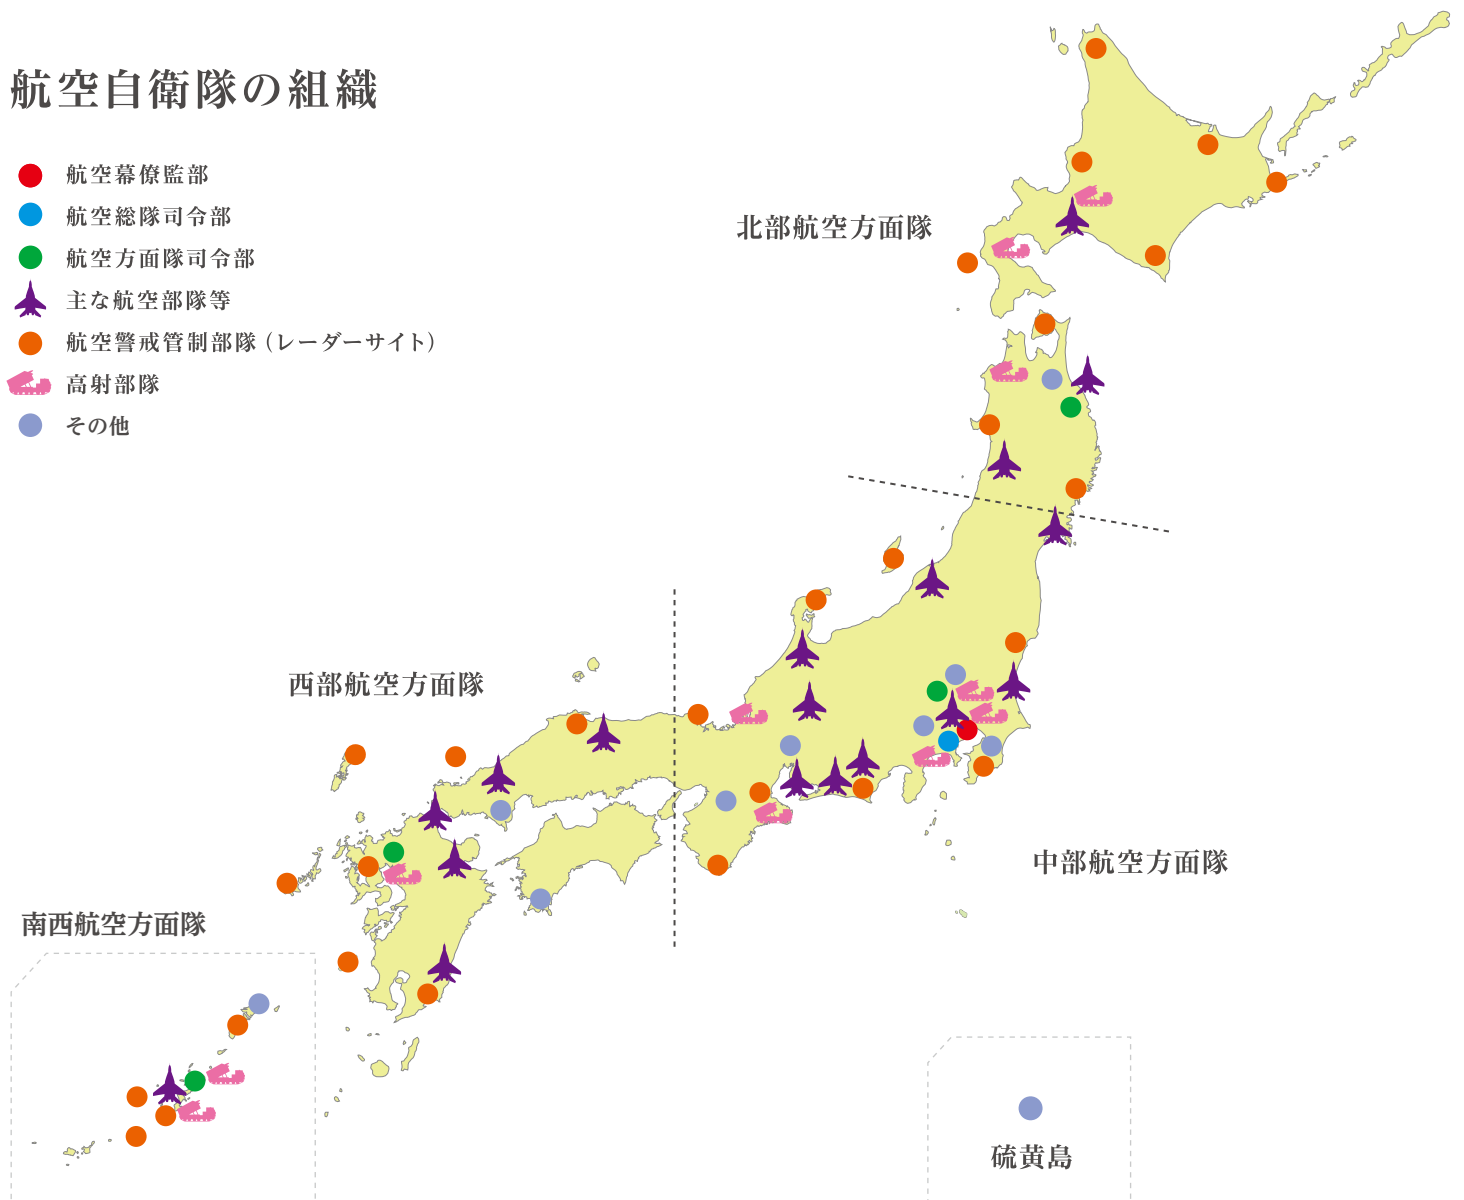 航空自衛隊の組織
航空幕僚監部
航空総隊司令部
航空方面隊司令部
主な航空部隊等
航空警戒管制部隊（レーダーサイト）
高射部隊
その他
北部航空方面隊
西部航空方面隊
中部航空方面隊
南西航空方面隊
硫黄島